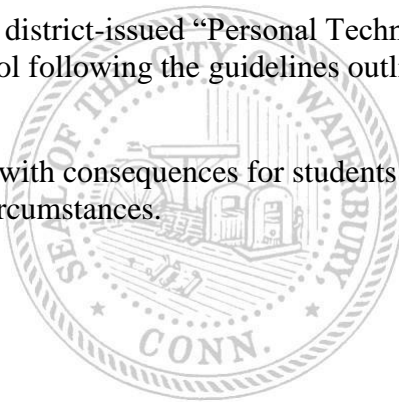 district-issued “Personal Techn
ol following the guidelines outli
with consequences for students
rcumstances.
SEAL OF THE CITY OF WATERBURY,
CONN.